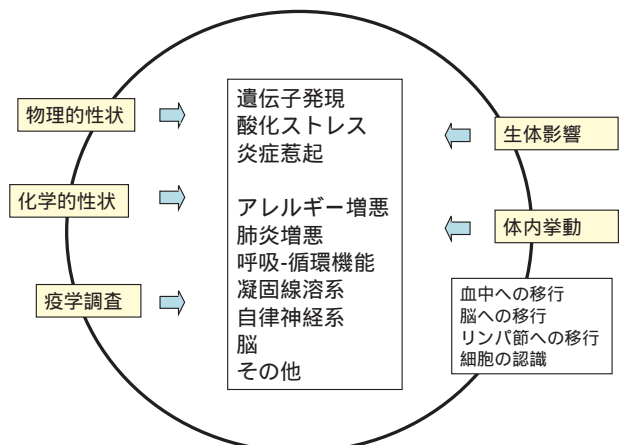 物理的性状
化学的性状
疫学調査
遺伝子発現
酸化ストレス
炎症惹起
アレルギー増悪
肺炎増悪
呼吸-循環機能
凝固線溶系
自律神経系
脳
その他
生体影響
体内挙動
血中への移行
脳への移行
リンパ節への移行
細胞の認識